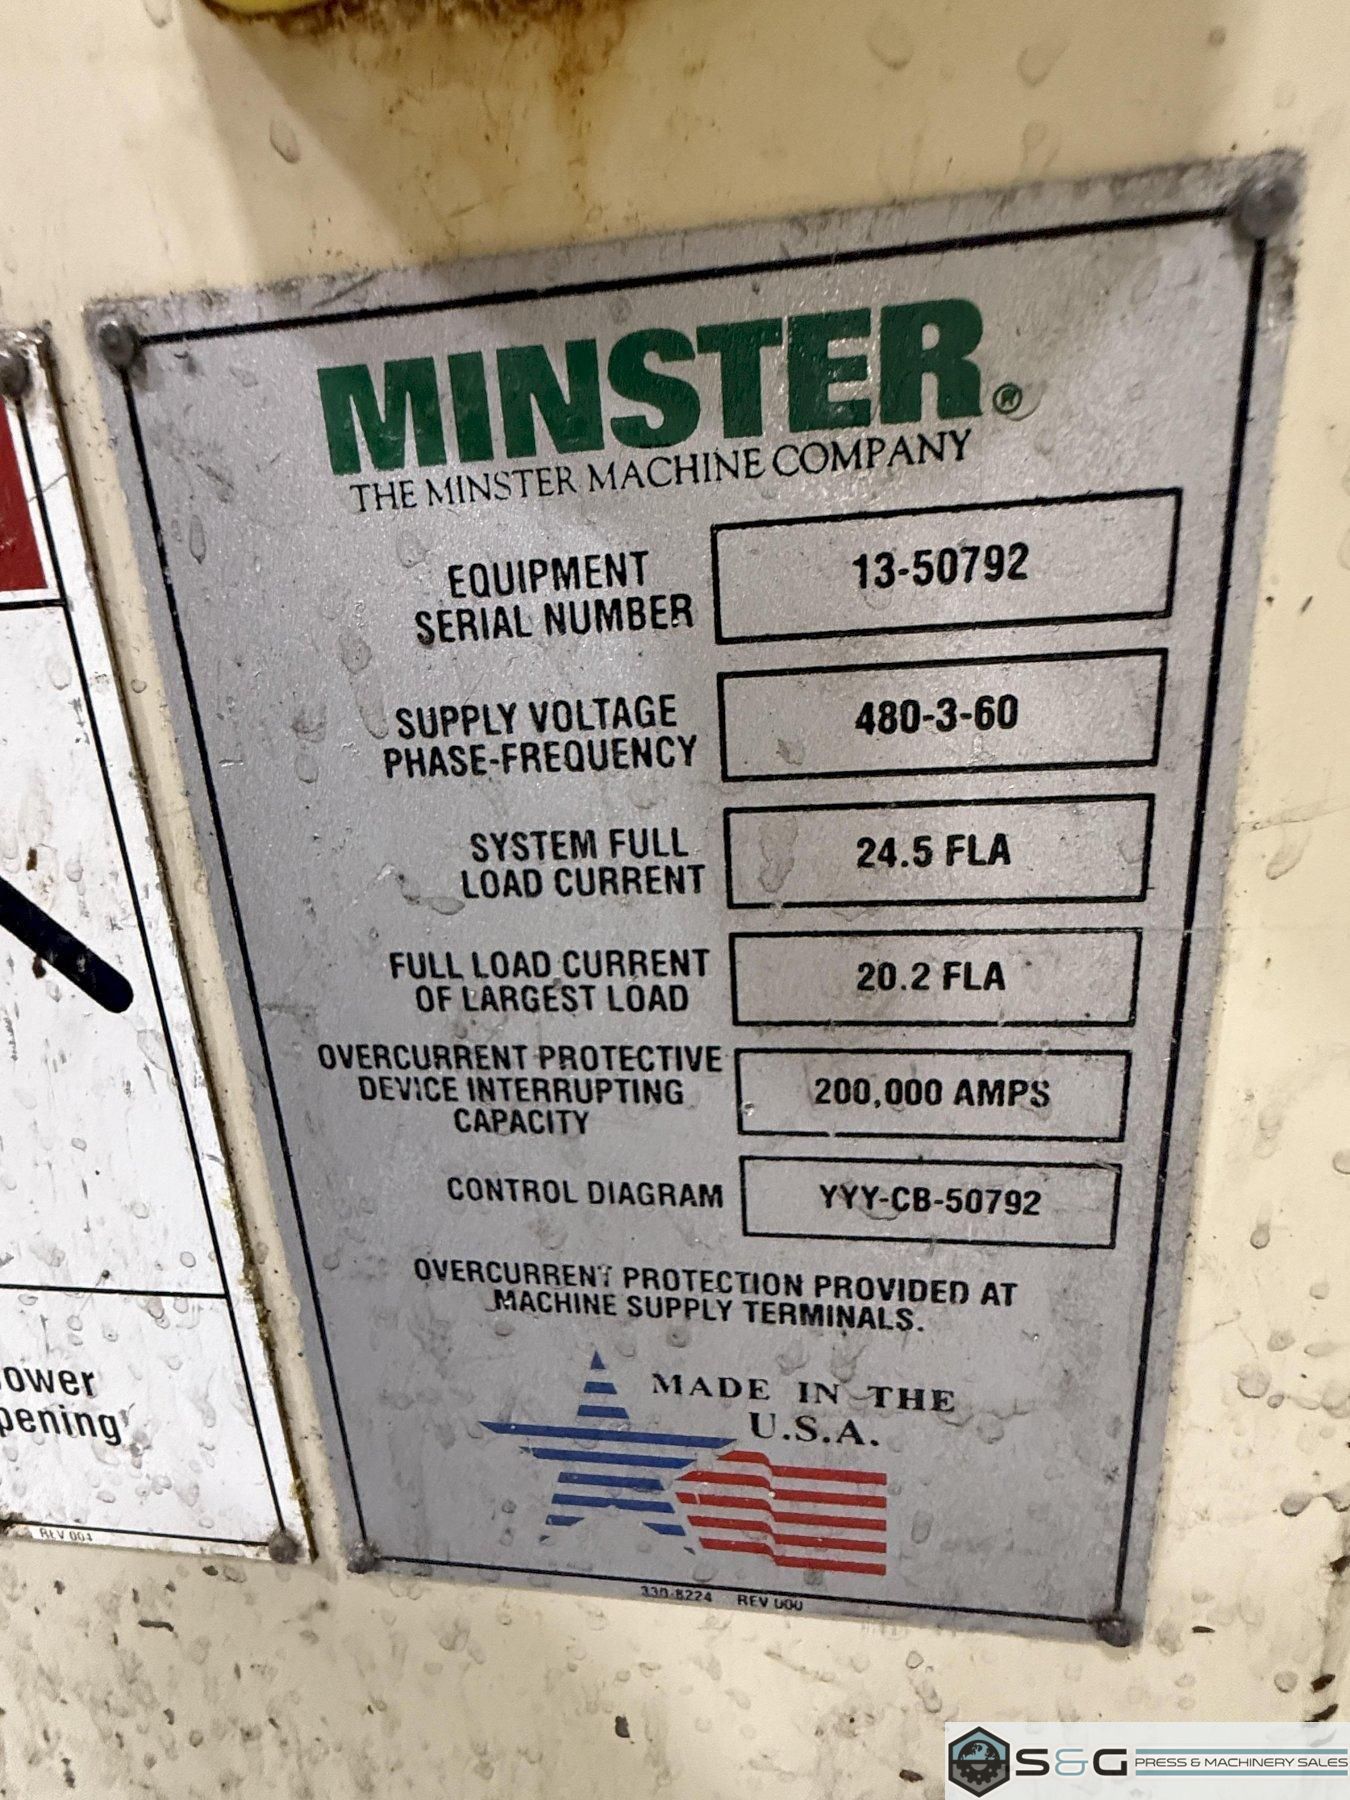 MINSTER®
THE MINSTER MACHINE COMPANY
EQUIPMENT
SERIAL NUMBER
13-50792
SUPPLY VOLTAGE
PHASE-FREQUENCY
480-3-60
SYSTEM FULL
LOAD CURRENT
24.5 FLA
FULL LOAD CURRENT
OF LARGEST LOAD
20.2 FLA
OVERCURRENT PROTECTIVE
DEVICE INTERRUPTING
CAPACITY
200,000 AMPS
CONTROL DIAGRAM
YYY-CB-50792
OVERCURRENT PROTECTION PROVIDED AT
MACHINE SUPPLY TERMINALS.
MADE IN THE
U.S.A.
330-8224 REV 000
ower
pening
REV 001
S&G PRESS & MACHINERY SALES